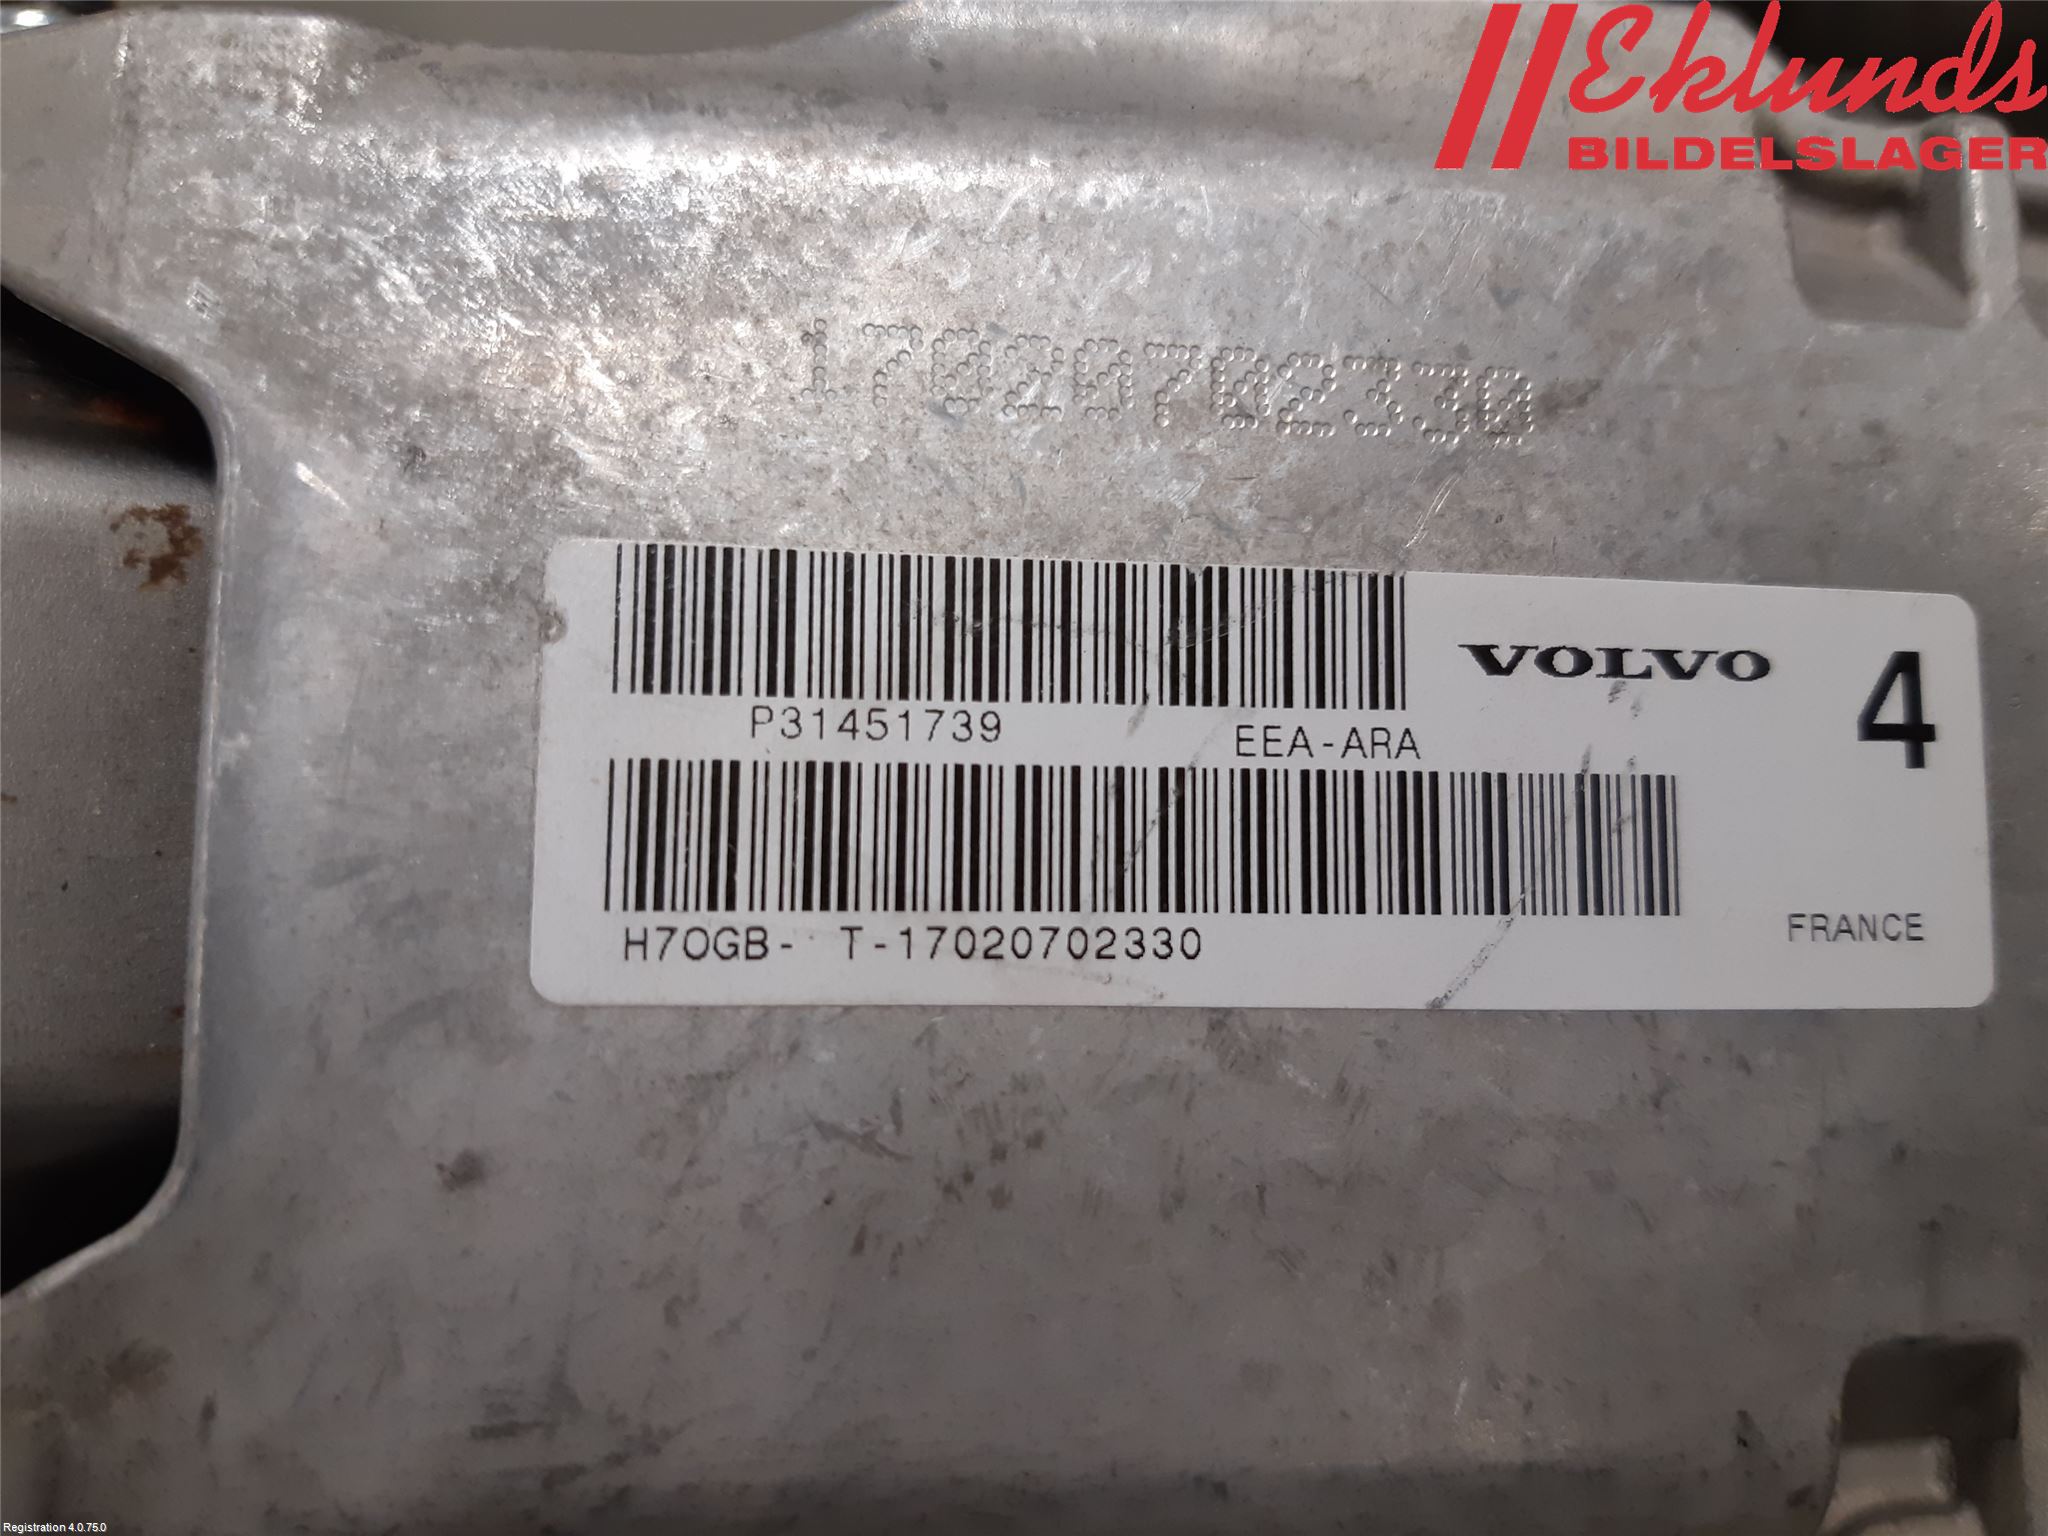 Eklunds
BILDELSLAGER
17020702330
VOLVO
4
P31451739
EEA-ARA
H7OGB- T-17020702330
FRANCE
Registration 4.0.75.0